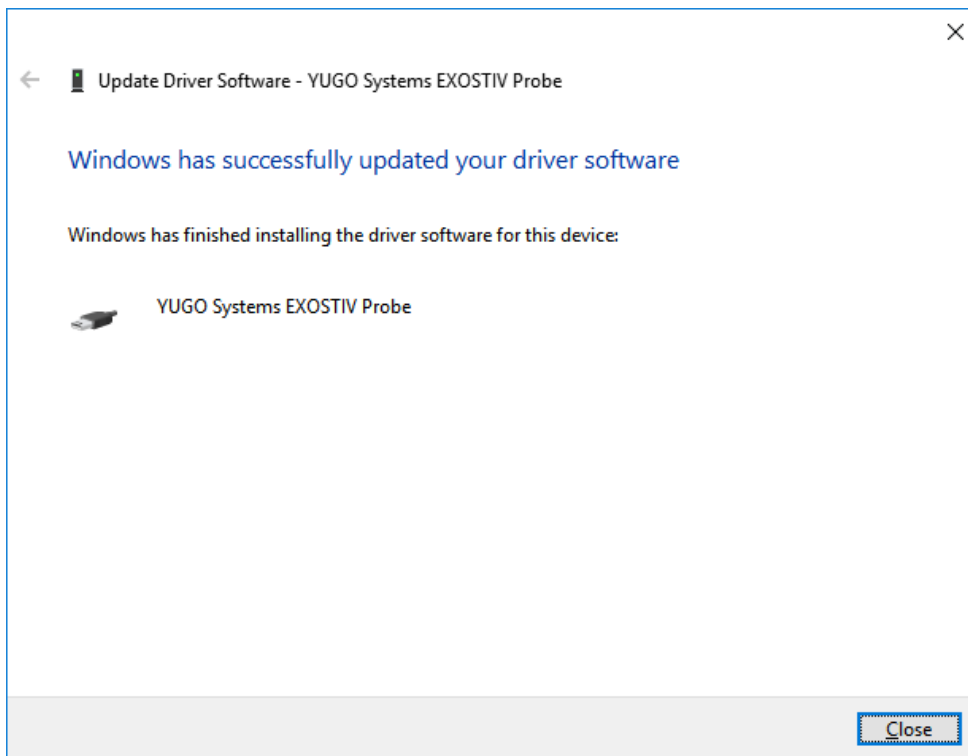 Update Driver Software - YUGO Systems EXOSTIV Probe
Windows has successfully updated your driver software
Windows has finished installing the driver software for this device:
YUGO Systems EXOSTIV Probe
Close